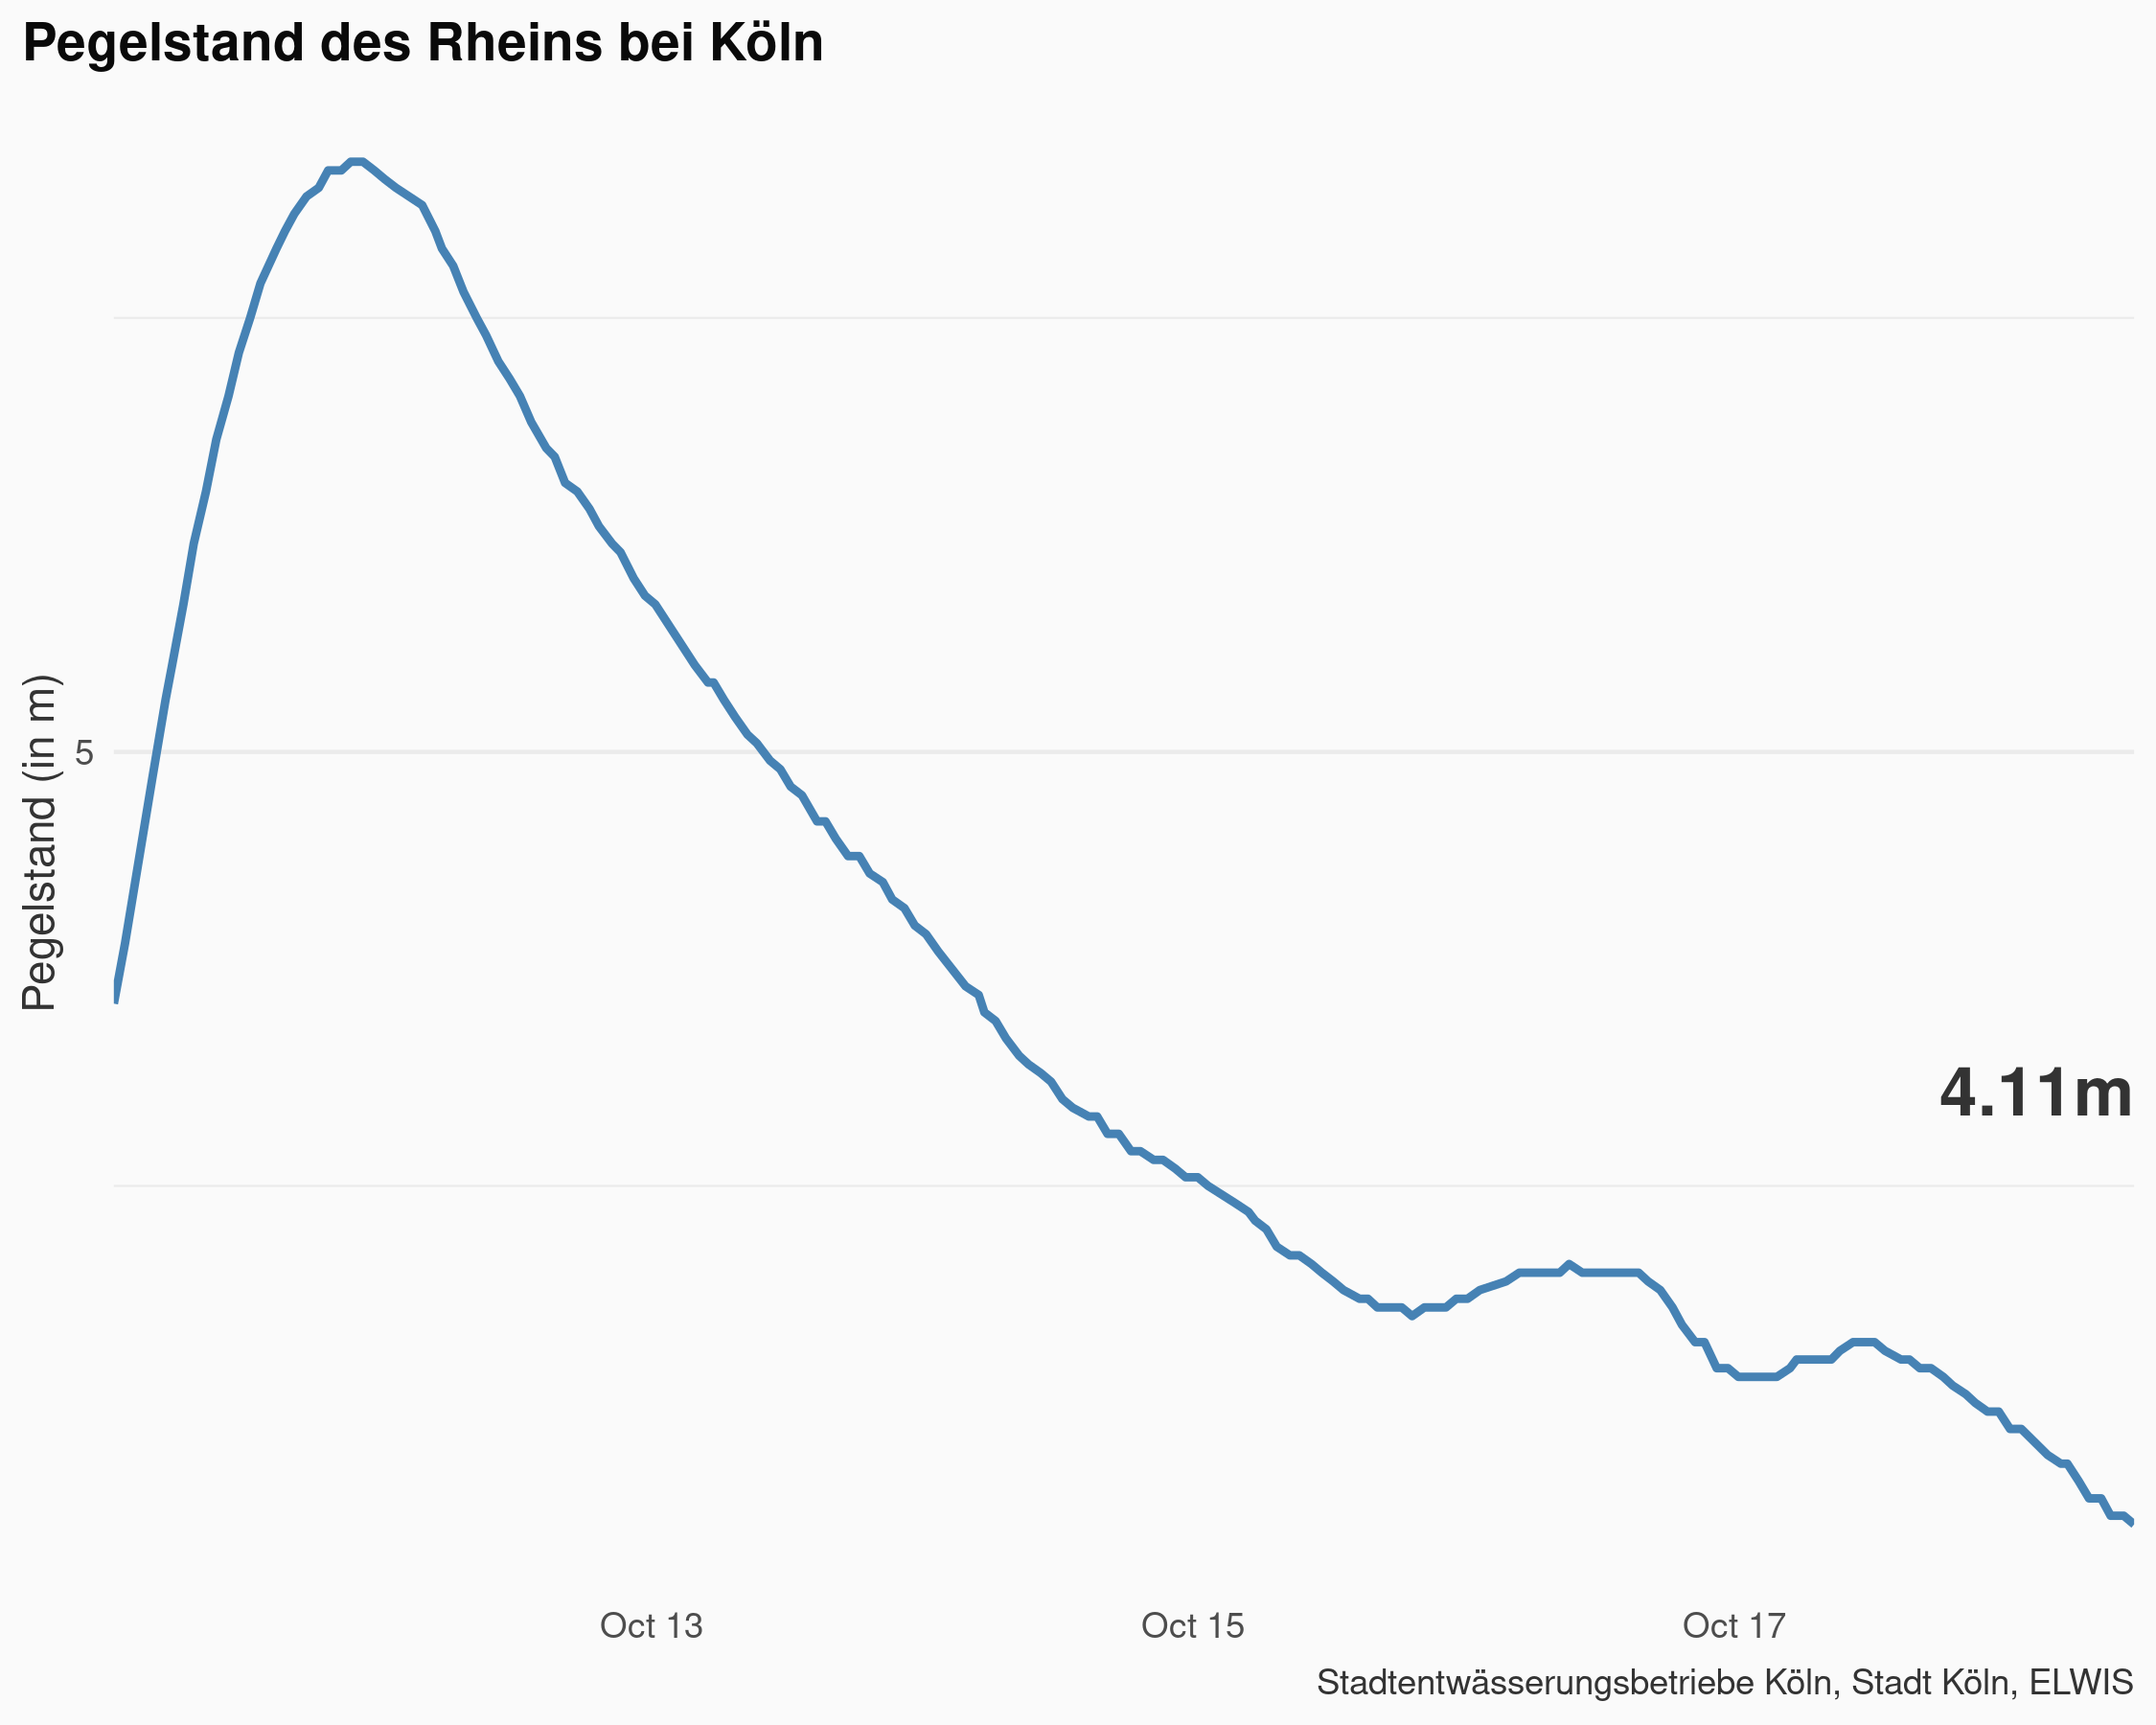 Pegelstand des Rheins bei Köln
Pegelstand (in m)
5
4.11m
Oct 13
Oct 15
Oct 17
Stadtentwässerungsbetriebe Köln, Stadt Köln, ELWIS